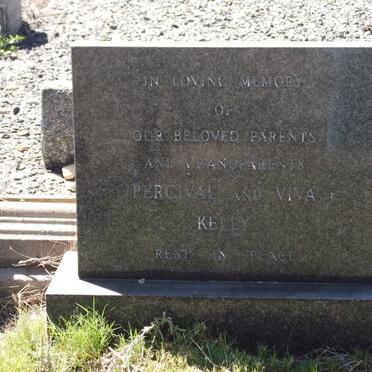 IN LOVING MEMORY
OF
OUR BELOVED PARENTS
AND GRANDPARENTS
PERCIVAL AND VIVA
KELLY
REST IN PEACE